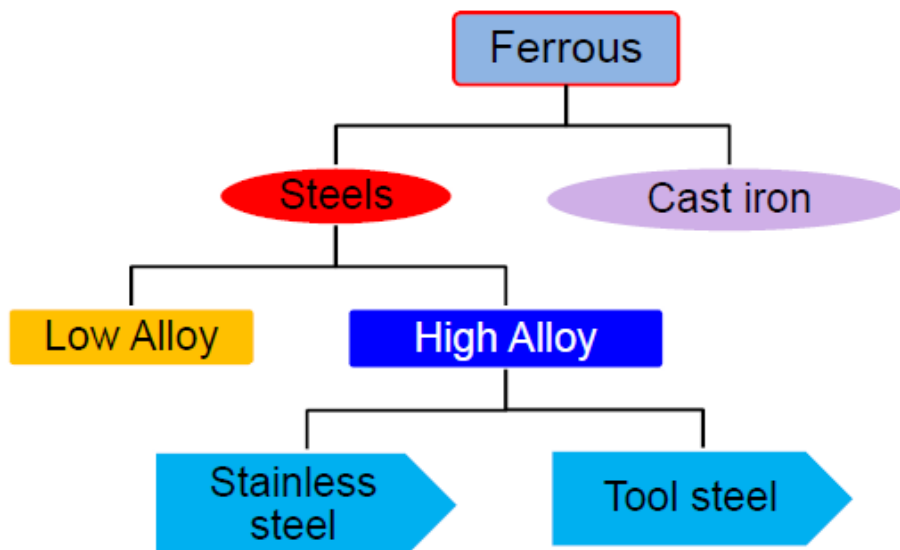 Ferrous
Steels
Cast iron
Low Alloy
High Alloy
Stainless
steel
Tool steel